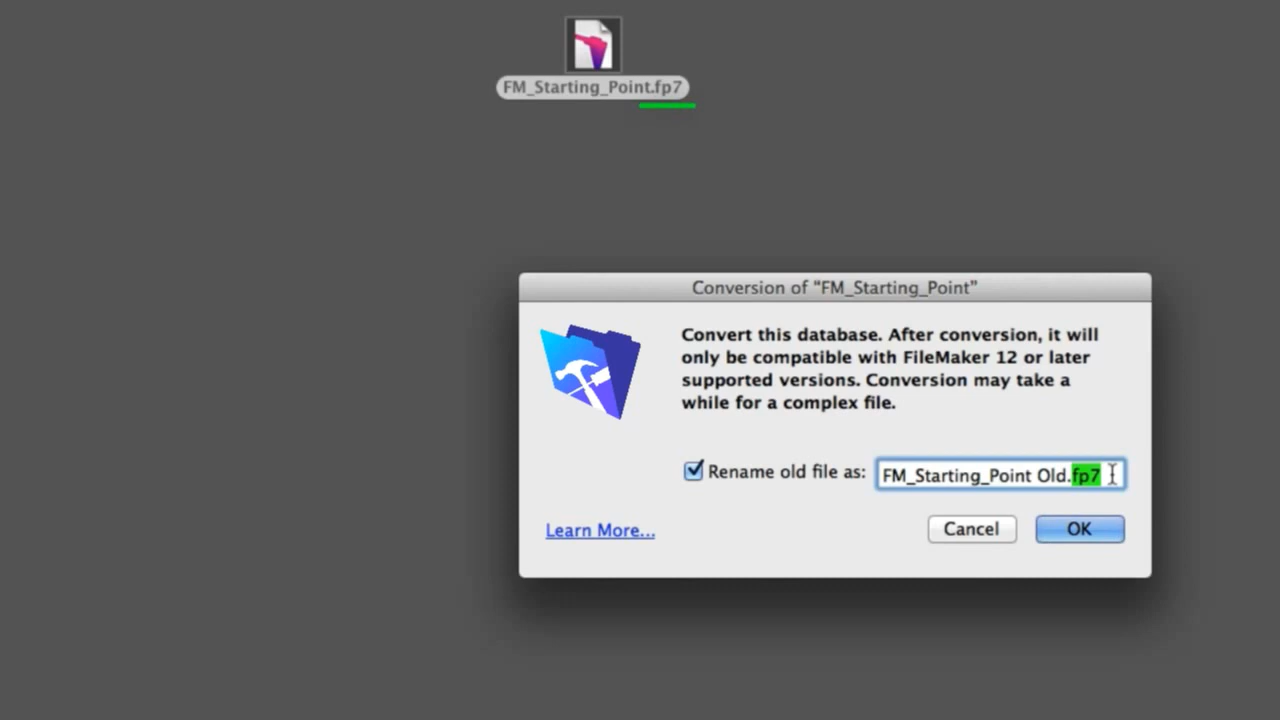 FM_Starting_Point.fp7
Conversion of “FM_Starting_Point”
Convert this database. After conversion, it will
only be compatible with FileMaker 12 or later
supported versions. Conversion may take a
while for a complex file.
Rename old file as: FM_Starting_Point Old.fp7
Learn More... Cancel OK